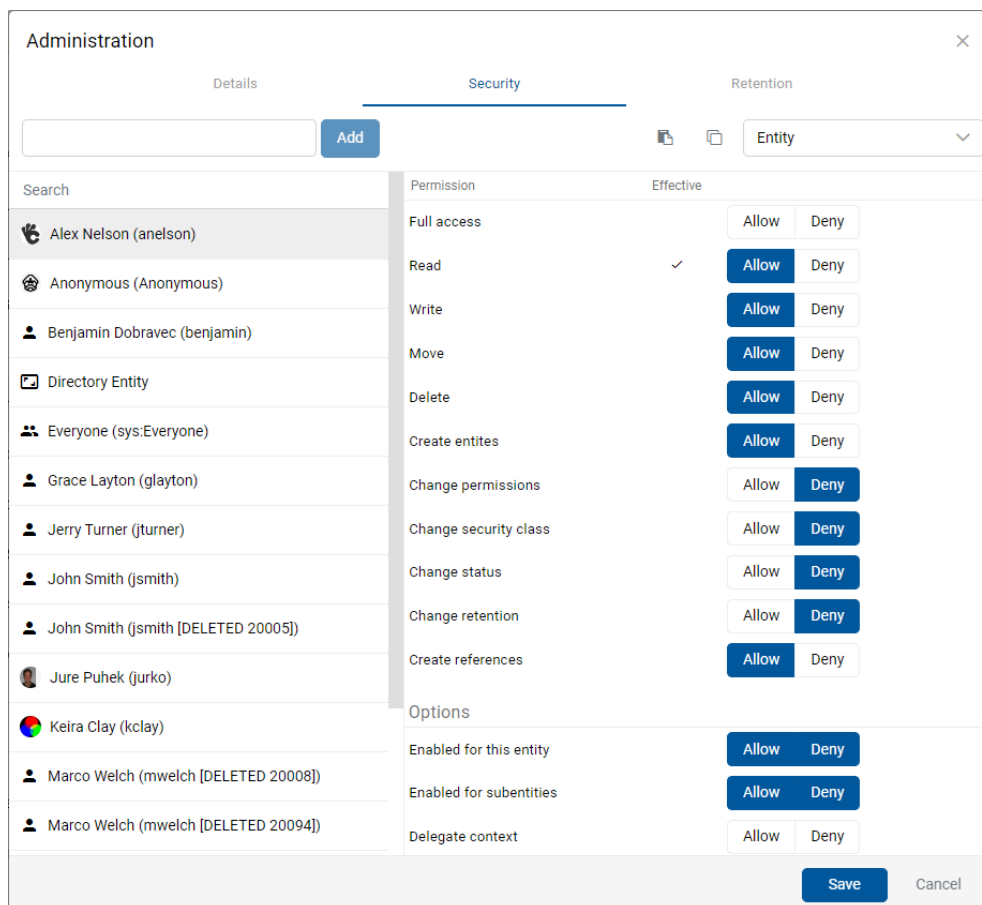 Administration
Details Security Retention
Add Entity
Search
Permission Effective
Alex Nelson (anelson)
Full access Allow Deny
Read Allow Deny
Anonymous (Anonymous)
Write Allow Deny
Benjamin Dobravec (benjamin)
Move Allow Deny
Directory Entity
Delete Allow Deny
Everyone (sys:Everyone)
Create entites Allow Deny
Grace Layton (glayton)
Change permissions Allow Deny
Jerry Turner (jturner)
Change security class Allow Deny
John Smith (jsmith)
Change status Allow Deny
John Smith (jsmith [DELETED 20005])
Change retention Allow Deny
Jure Puhek (jurko)
Create references Allow Deny
Keira Clay (kclay)
Options
Enabled for this entity Allow Deny
Marco Welch (mwelch [DELETED 20008])
Enabled for subentities Allow Deny
Marco Welch (mwelch [DELETED 20094])
Delegate context Allow Deny
Save Cancel